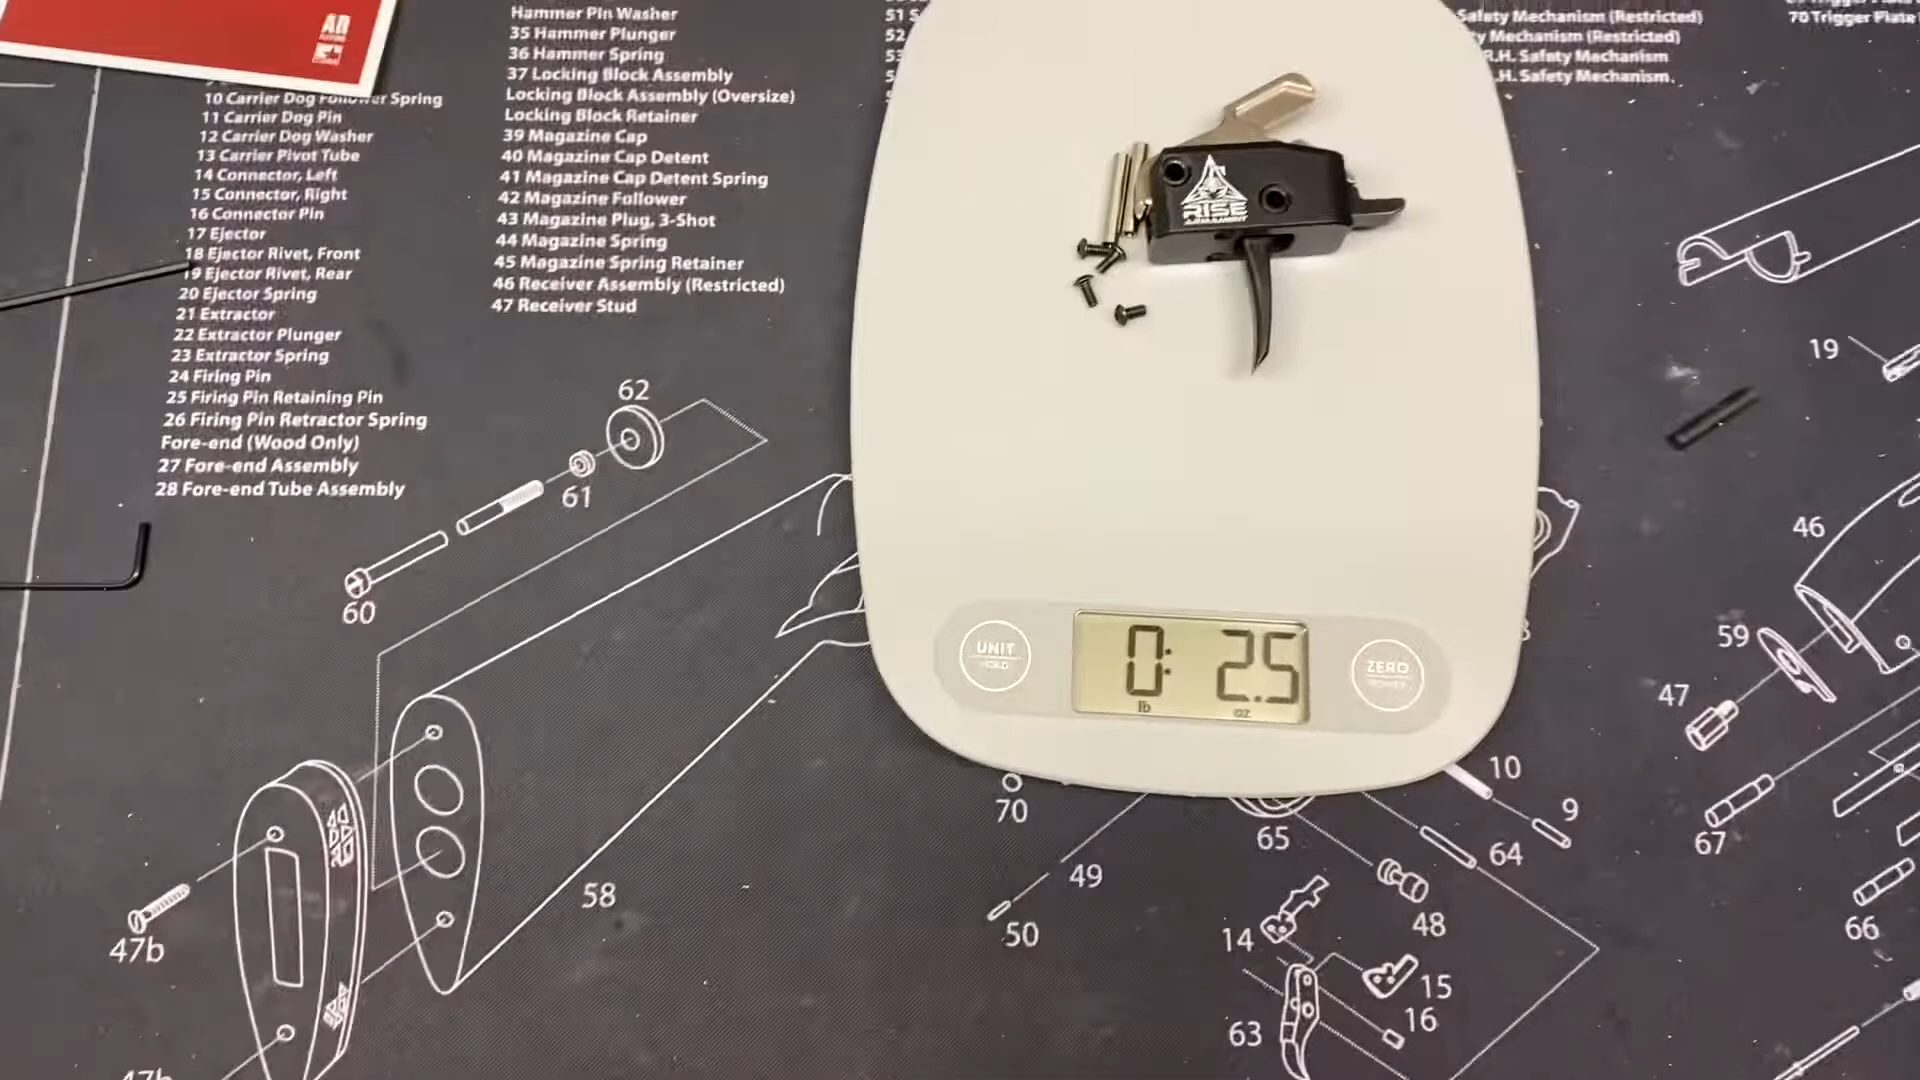 AR
10 Carrier Dog Follower Spring
11 Carrier Dog Pin
12 Carrier Dog Washer
13 Carrier Pivot Tube
14 Connector, Left
15 Connector, Right
16 Connector Pin
17 Ejector
18 Ejector Rivet, Front
19 Ejector Rivet, Rear
20 Ejector Spring
21 Extractor
22 Extractor Plunger
23 Extractor Spring
24 Firing Pin
25 Firing Pin Retaining Pin
26 Firing Pin Retractor Spring
Fore-end (Wood Only)
27 Fore-end Assembly
28 Fore-end Tube Assembly
Hammer Pin Washer
35 Hammer Plunger
36 Hammer Spring
37 Locking Block Assembly
Locking Block Assembly (Oversize)
Locking Block Retainer
39 Magazine Cap
40 Magazine Cap Detent
41 Magazine Cap Detent Spring
42 Magazine Follower
43 Magazine Plug, 3-Shot
44 Magazine Spring
45 Magazine Spring Retainer
46 Receiver Assembly (Restricted)
47 Receiver Stud
51 S
52
53
Safety Mechanism (Restricted)
ty Mechanism (Restricted)
R.H. Safety Mechanism
.H. Safety Mechanism.
70 Trigger Plate
RISE
ARMAMENT
UNIT
HOLD
0: 2.5
lb
oz
ZERO
62
61
60
58
47b
47b
19
46
59
47
67
66
10
9
64
48
70
65
49
50
14
15
16
63